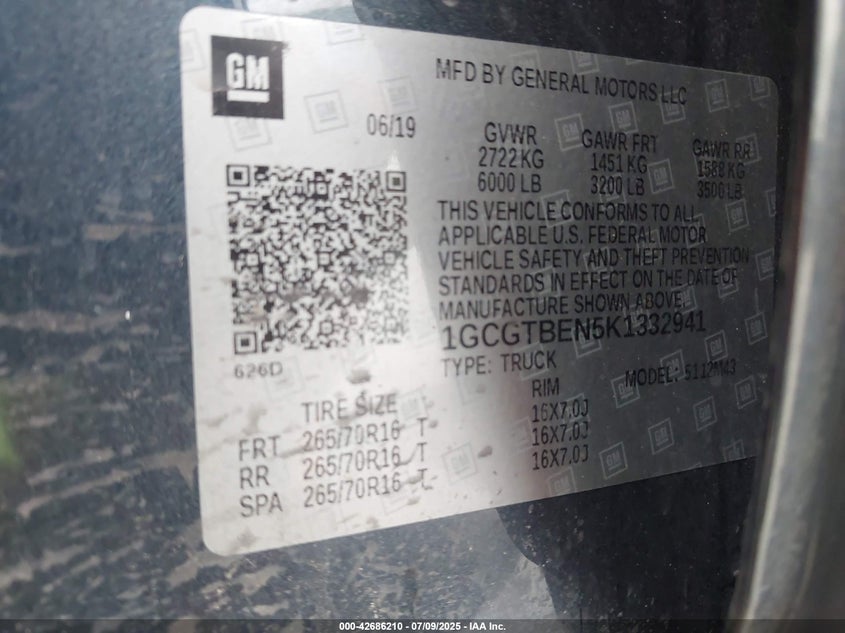 GM
MFD BY GENERAL MOTORS LLC
06/19
GVWR GAWR FRT GAWR RR
2722 KG 1451 KG 1588 KG
6000 LB 3200 LB 3500 LB
THIS VEHICLE CONFORMS TO ALL
APPLICABLE U.S. FEDERAL MOTOR
VEHICLE SAFETY AND THEFT PREVENTION
STANDARDS IN EFFECT ON THE DATE OF
MANUFACTURE SHOWN ABOVE.
1GCGTBEN5K1332941
626D
TYPE: TRUCK MODEL: 5112M43
TIRE SIZE RIM
FRT 265/70R16 T 16X7.0J
RR 265/70R16 T 16X7.0J
SPA 265/70R16 T 16X7.0J
000-42686210 - 07/09/2025 - IAA Inc.